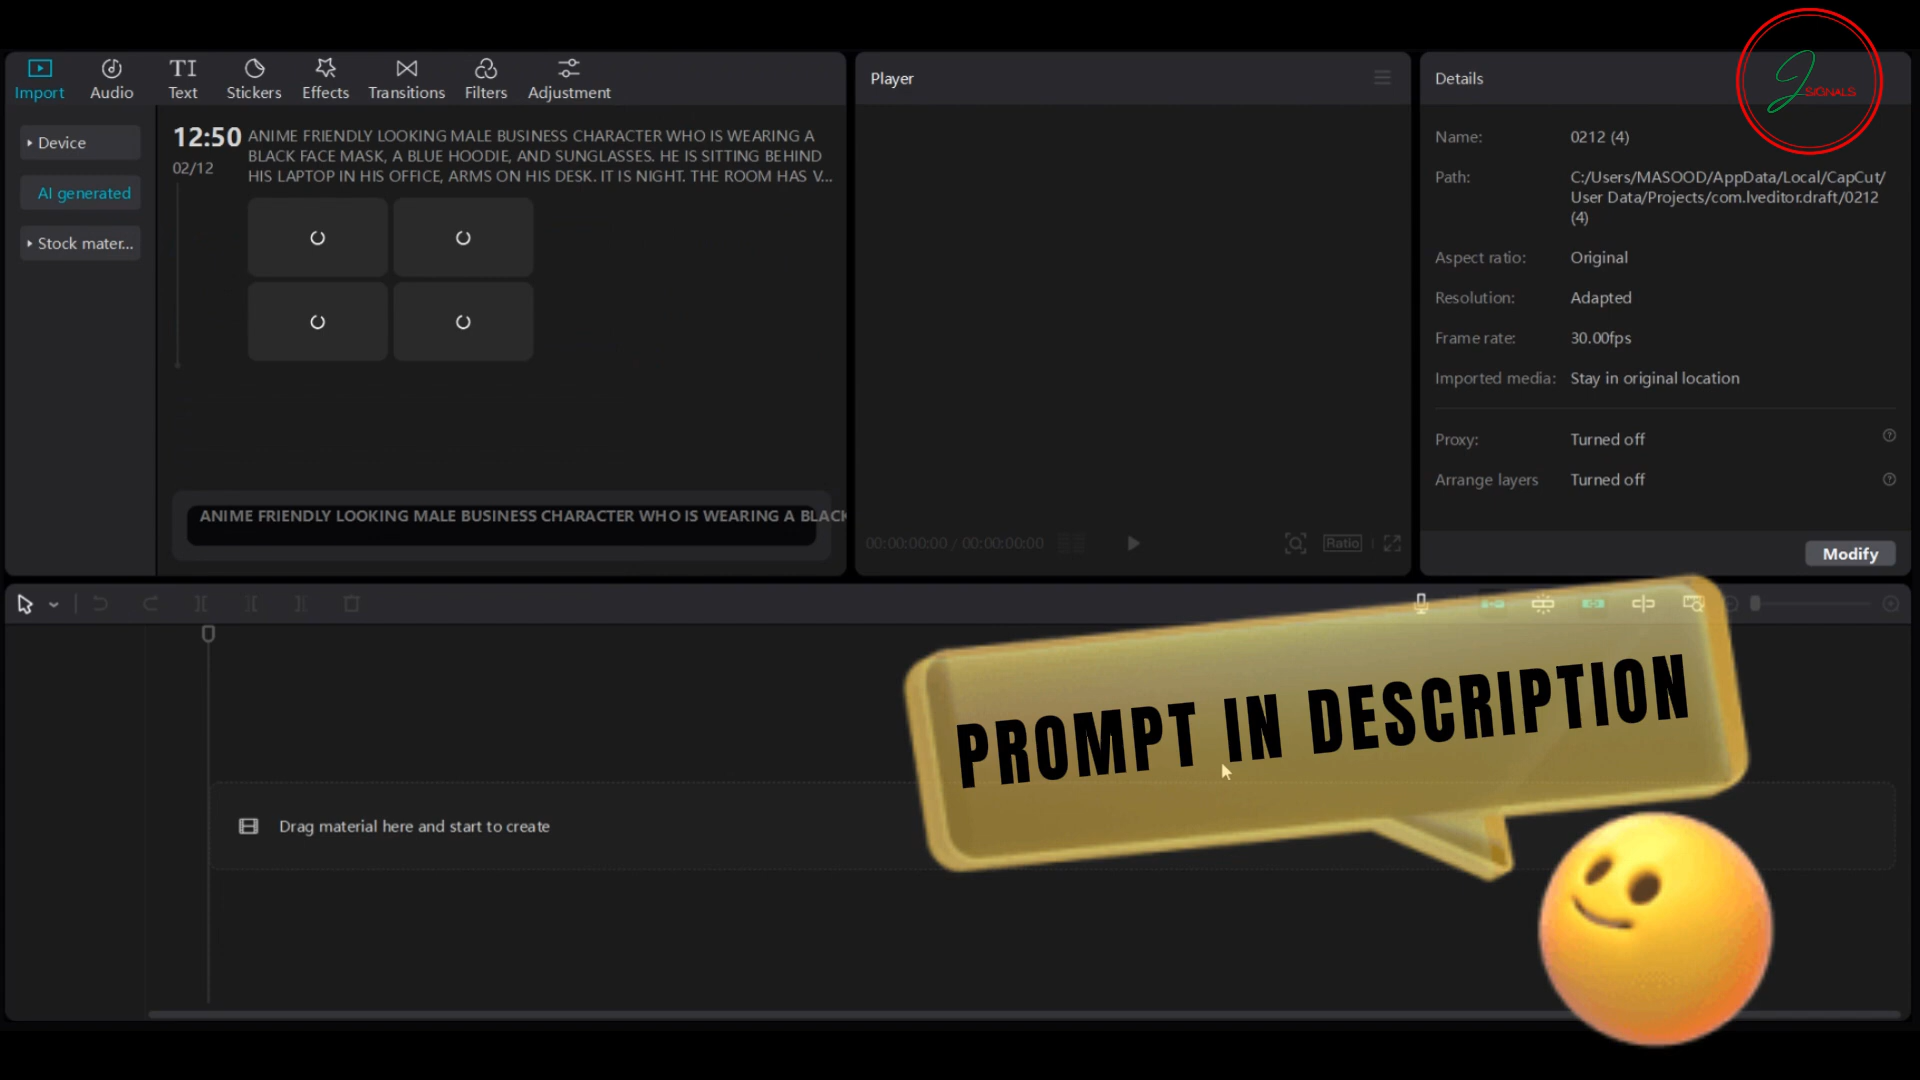 Import
Audio
Text
Stickers
Effects
Transitions
Filters
Adjustment
Device
AI generated
Stock mater...
12:50
02/12
ANIME FRIENDLY LOOKING MALE BUSINESS CHARACTER WHO IS WEARING A
BLACK FACE MASK, A BLUE HOODIE, AND SUNGLASSES. HE IS SITTING BEHIND
HIS LAPTOP IN HIS OFFICE, ARMS ON HIS DESK. IT IS NIGHT. THE ROOM HAS V...
ANIME FRIENDLY LOOKING MALE BUSINESS CHARACTER WHO IS WEARING A BLACK
Player
00:00:00:00 / 00:00:00:00
Ratio
Details
SIGNALS
Name: 0212 (4)
Path: C:/Users/MASOOD/AppData/Local/CapCut/
User Data/Projects/com.lveditor.draft/0212
(4)
Aspect ratio: Original
Resolution: Adapted
Frame rate: 30.00fps
Imported media: Stay in original location
Proxy: Turned off
Arrange layers Turned off
Modify
PROMPT IN DESCRIPTION
Drag material here and start to create